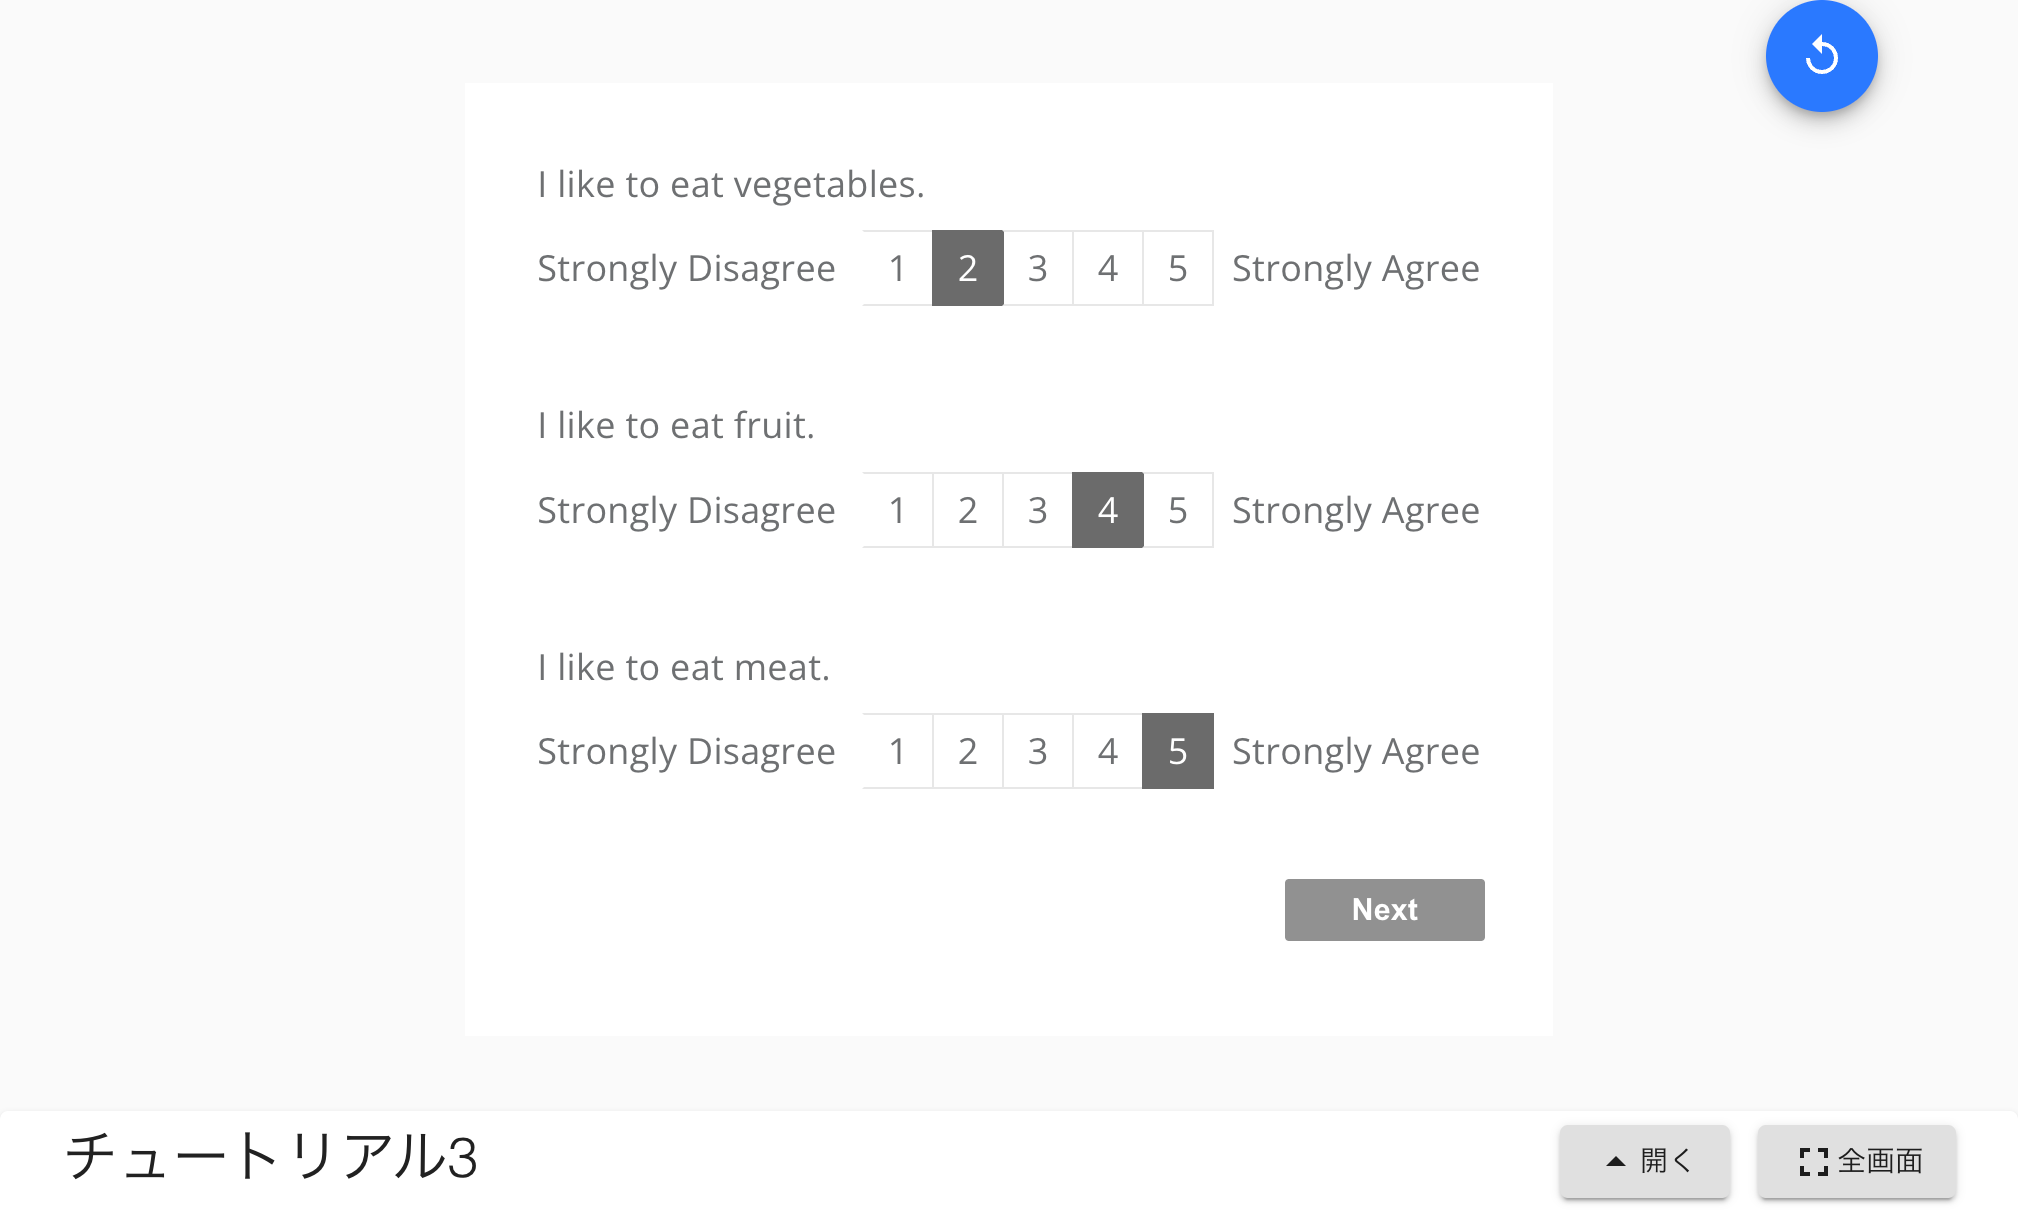 I like to eat vegetables.
Strongly Disagree 1 2 3 4 5 Strongly Agree
I like to eat fruit.
Strongly Disagree 1 2 3 4 5 Strongly Agree
I like to eat meat.
Strongly Disagree 1 2 3 4 5 Strongly Agree
Next
チュートリアル3 開く 全画面